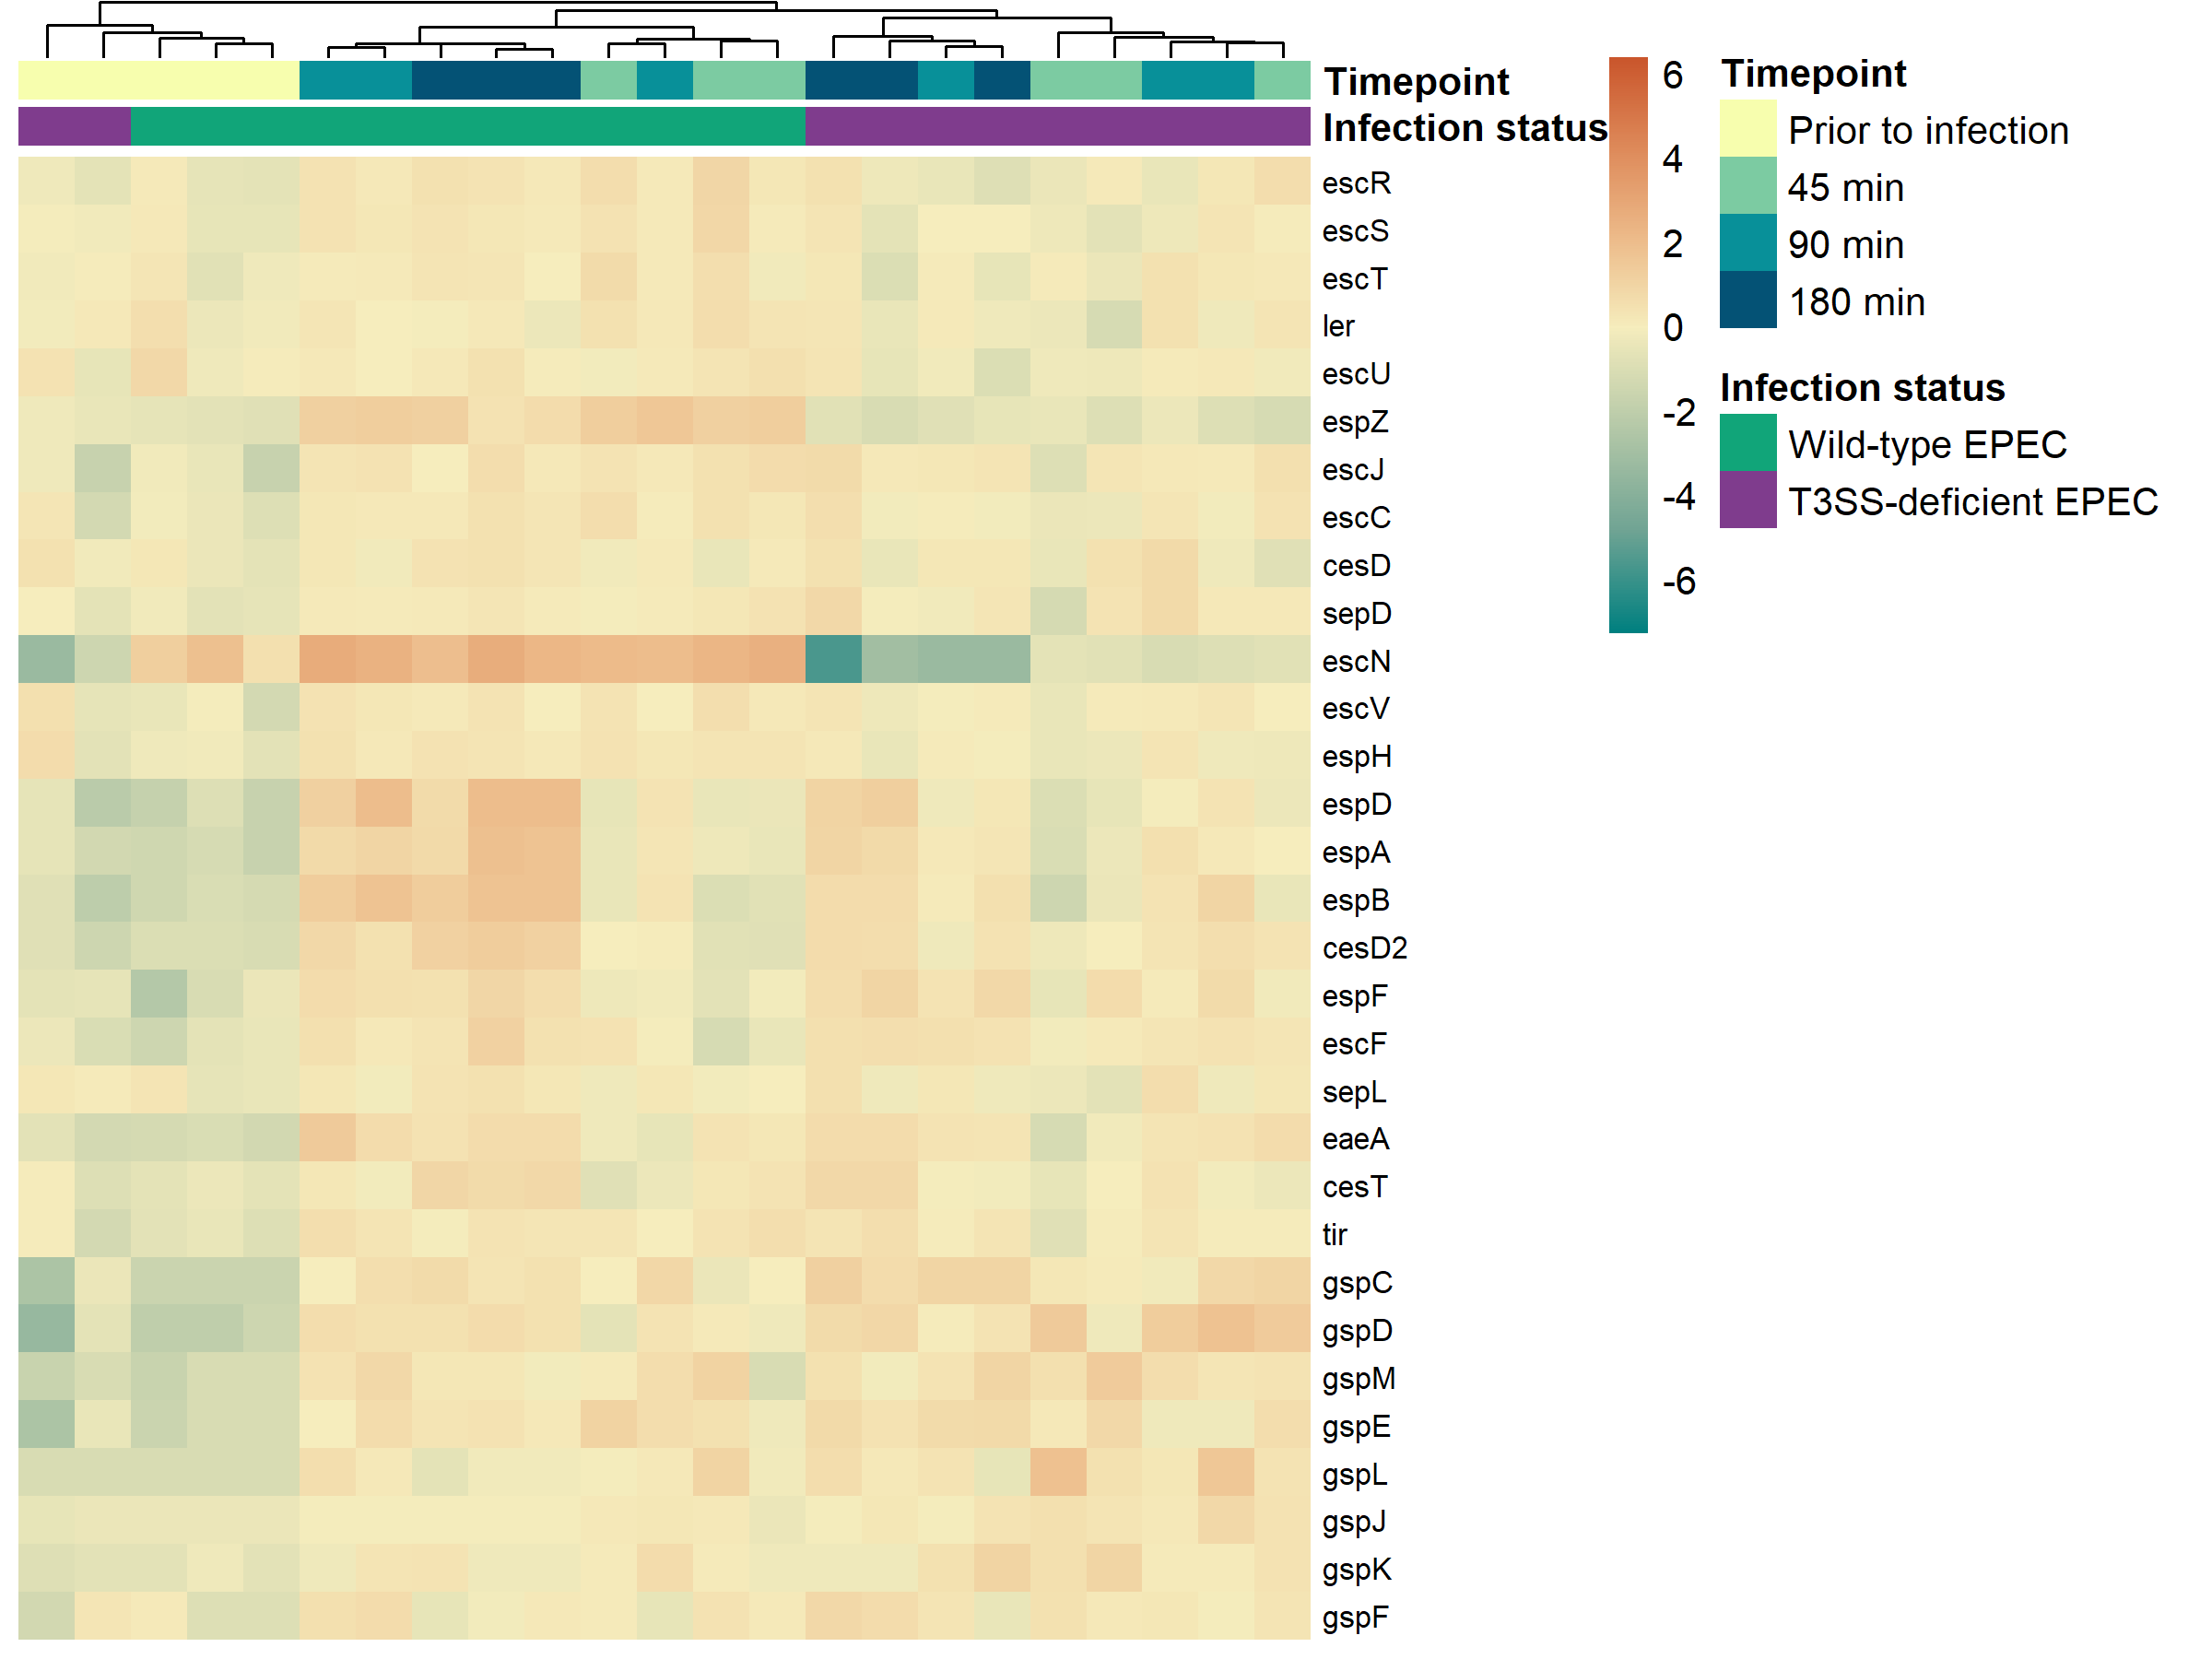 Timepoint
Infection status
escR
escS
escT
ler
escU
espZ
escJ
escC
cesD
sepD
escN
escV
espH
espD
espA
espB
cesD2
espF
escF
sepL
eaeA
cesT
tir
gspC
gspD
gspM
gspE
gspL
gspJ
gspK
gspF
6
4
2
0
-2
-4
-6
Timepoint
Prior to infection
45 min
90 min
180 min
Infection status
Wild-type EPEC
T3SS-deficient EPEC